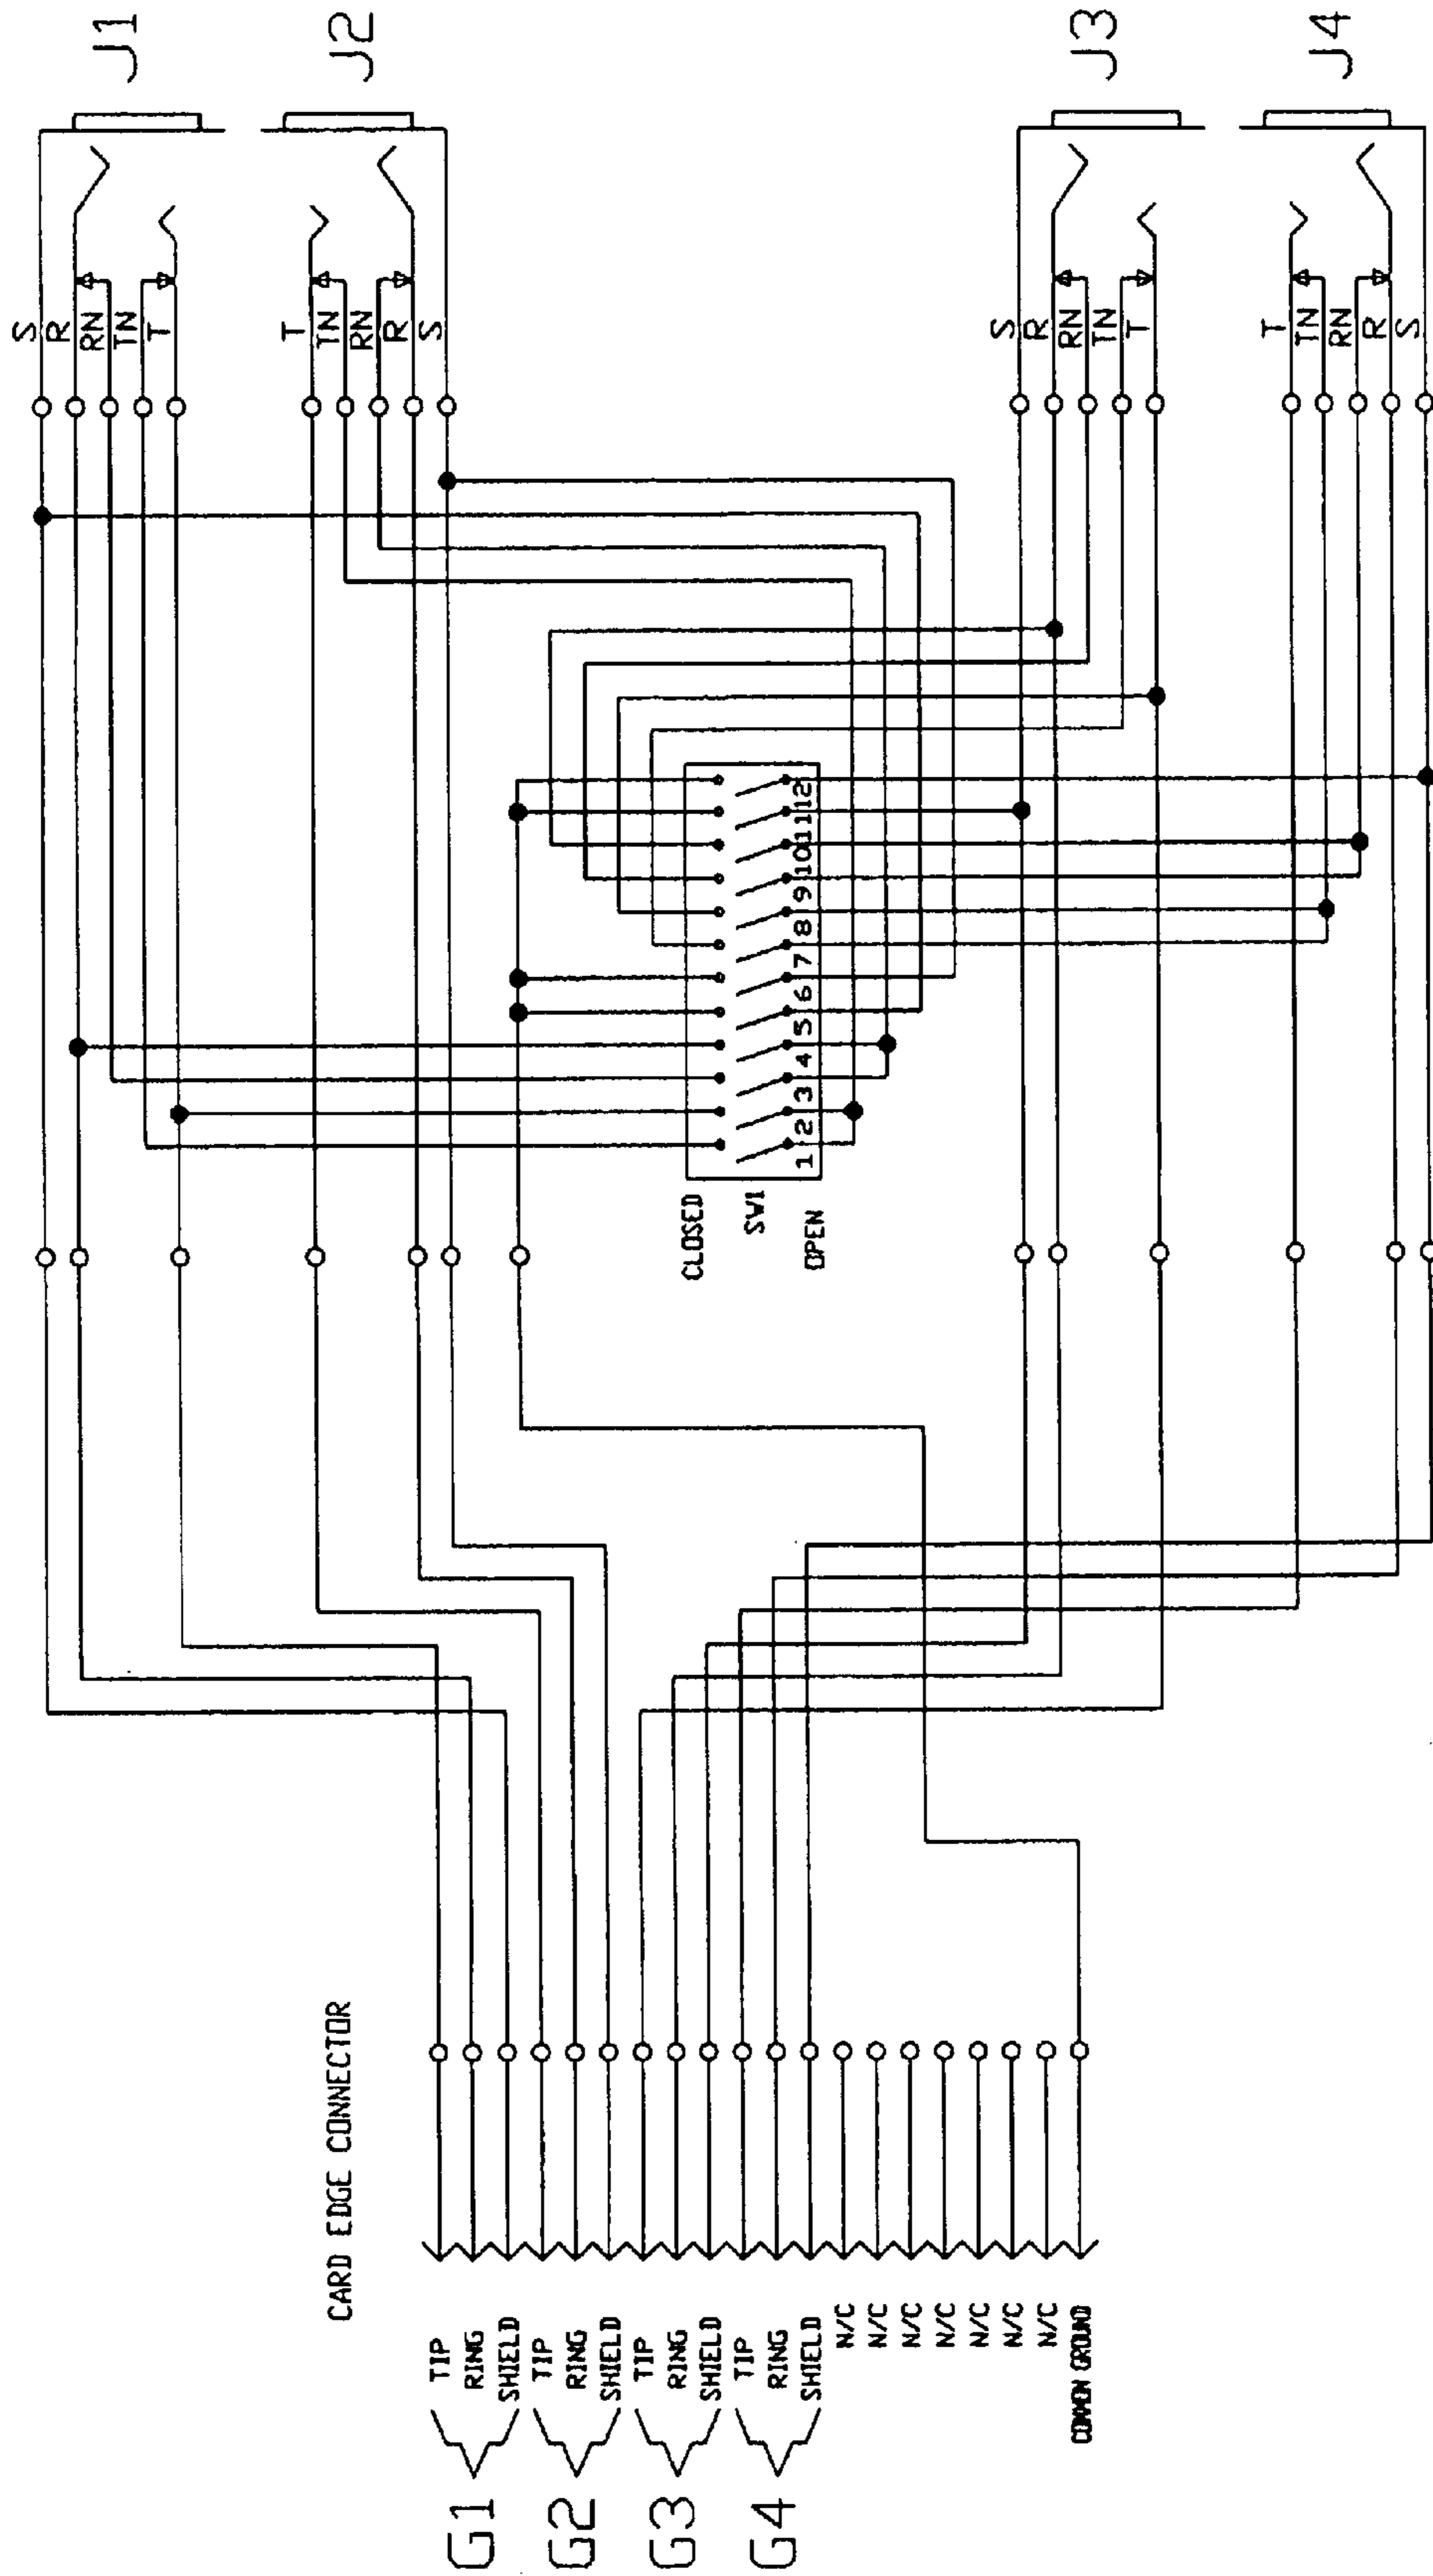 J1
J2
J3
J4
S
R
RN
TN
T
T
TN
RN
R
S
S
R
RN
TN
T
T
TN
RN
R
S
CLOSED
SW1
OPEN
1 2 3 4 5 6 7 8 9 10 11 12
CARD EDGE CONNECTOR
G1
TIP
RING
SHIELD
G2
TIP
RING
SHIELD
G3
TIP
RING
SHIELD
G4
TIP
RING
SHIELD
N/C
N/C
N/C
N/C
N/C
N/C
N/C
COMMON GROUND